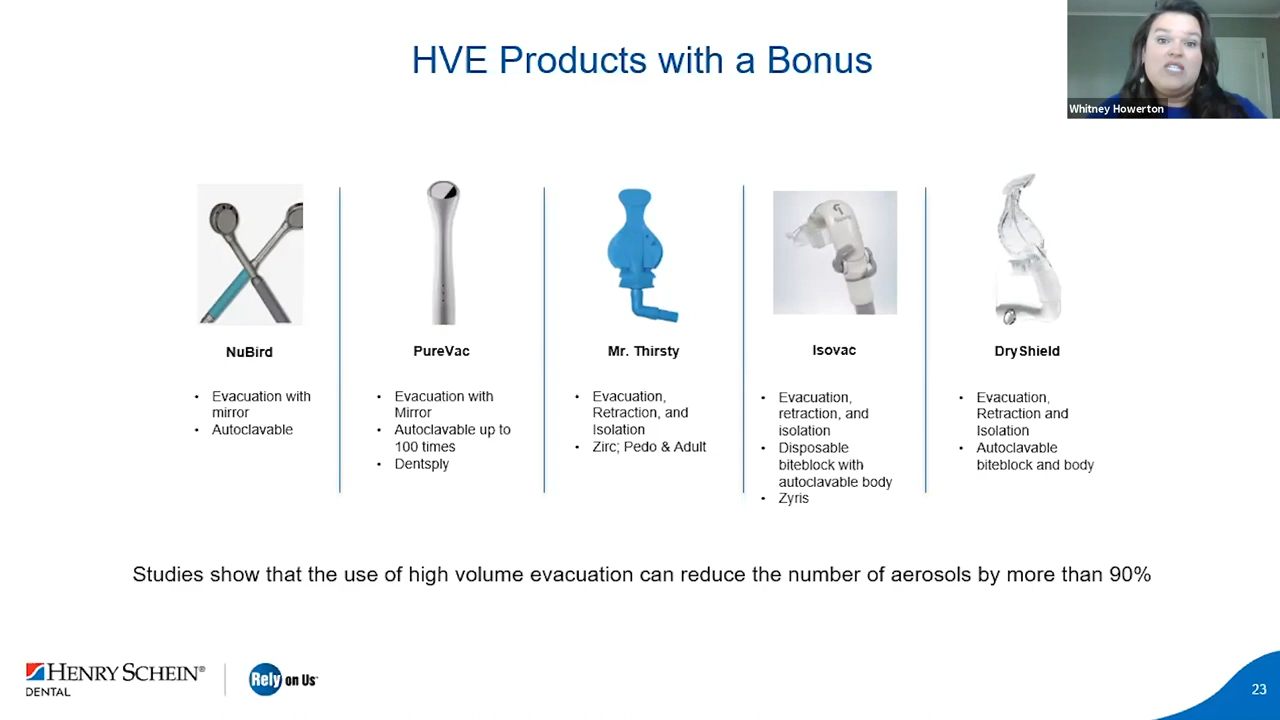 HVE Products with a Bonus
Whitney Howerton
NuBird
• Evacuation with
mirror
• Autoclavable
PureVac
• Evacuation with
Mirror
• Autoclavable up to
100 times
• Dentsply
Mr. Thirsty
• Evacuation,
Retraction, and
Isolation
• Zirc; Pedo & Adult
Isovac
• Evacuation,
retraction, and
isolation
• Disposable
biteblock with
autoclavable body
• Zyris
DryShield
• Evacuation,
Retraction and
Isolation
• Autoclavable
biteblock and body
Studies show that the use of high volume evacuation can reduce the number of aerosols by more than 90%
HENRY SCHEIN®
DENTAL
Rely on Us™
23